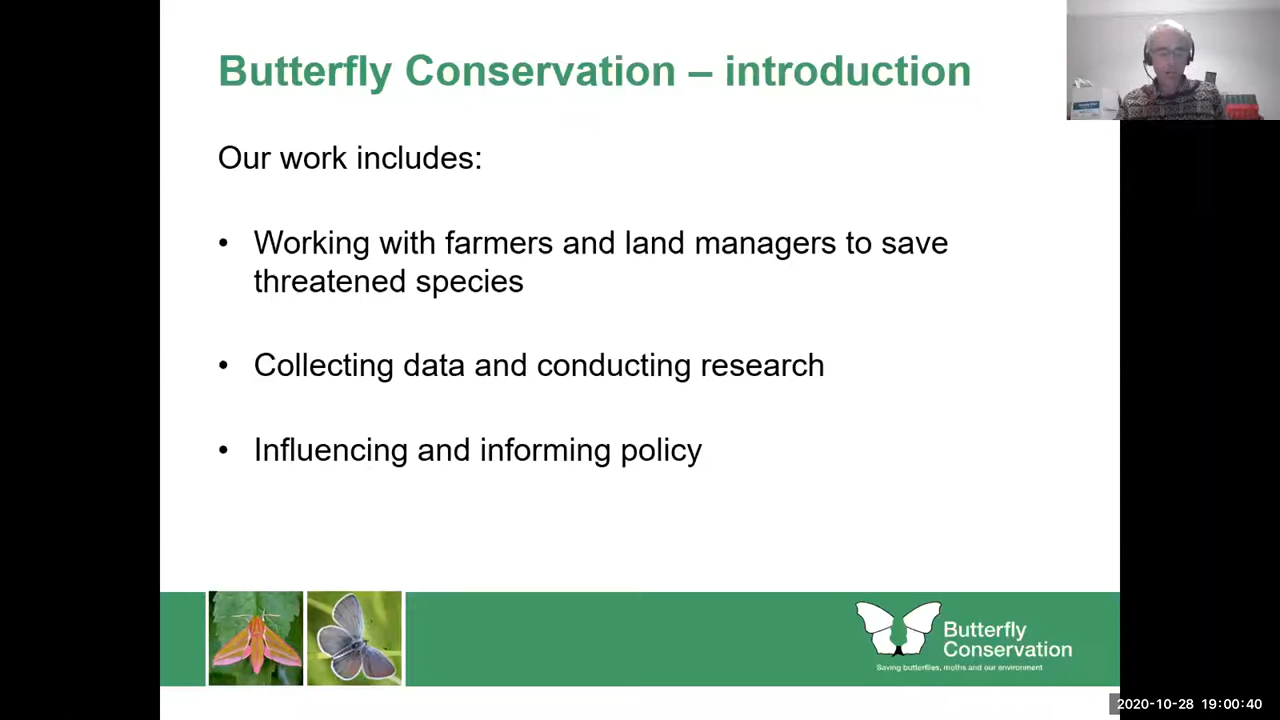 Butterfly Conservation – introduction
Our work includes:
• Working with farmers and land managers to save
threatened species
• Collecting data and conducting research
• Influencing and informing policy
Butterfly
Conservation
Saving butterflies, moths and our environment
2020-10-28 19:00:40